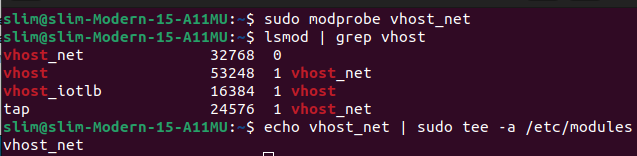 slim@slim-Modern-15-A11MU:~$ sudo modprobe vhost_net
slim@slim-Modern-15-A11MU:~$ lsmod | grep vhost
vhost_net              32768  0
vhost                  53248  1 vhost_net
vhost_iotlb            16384  1 vhost
tap                    24576  1 vhost_net
slim@slim-Modern-15-A11MU:~$ echo vhost_net | sudo tee -a /etc/modules
vhost_net